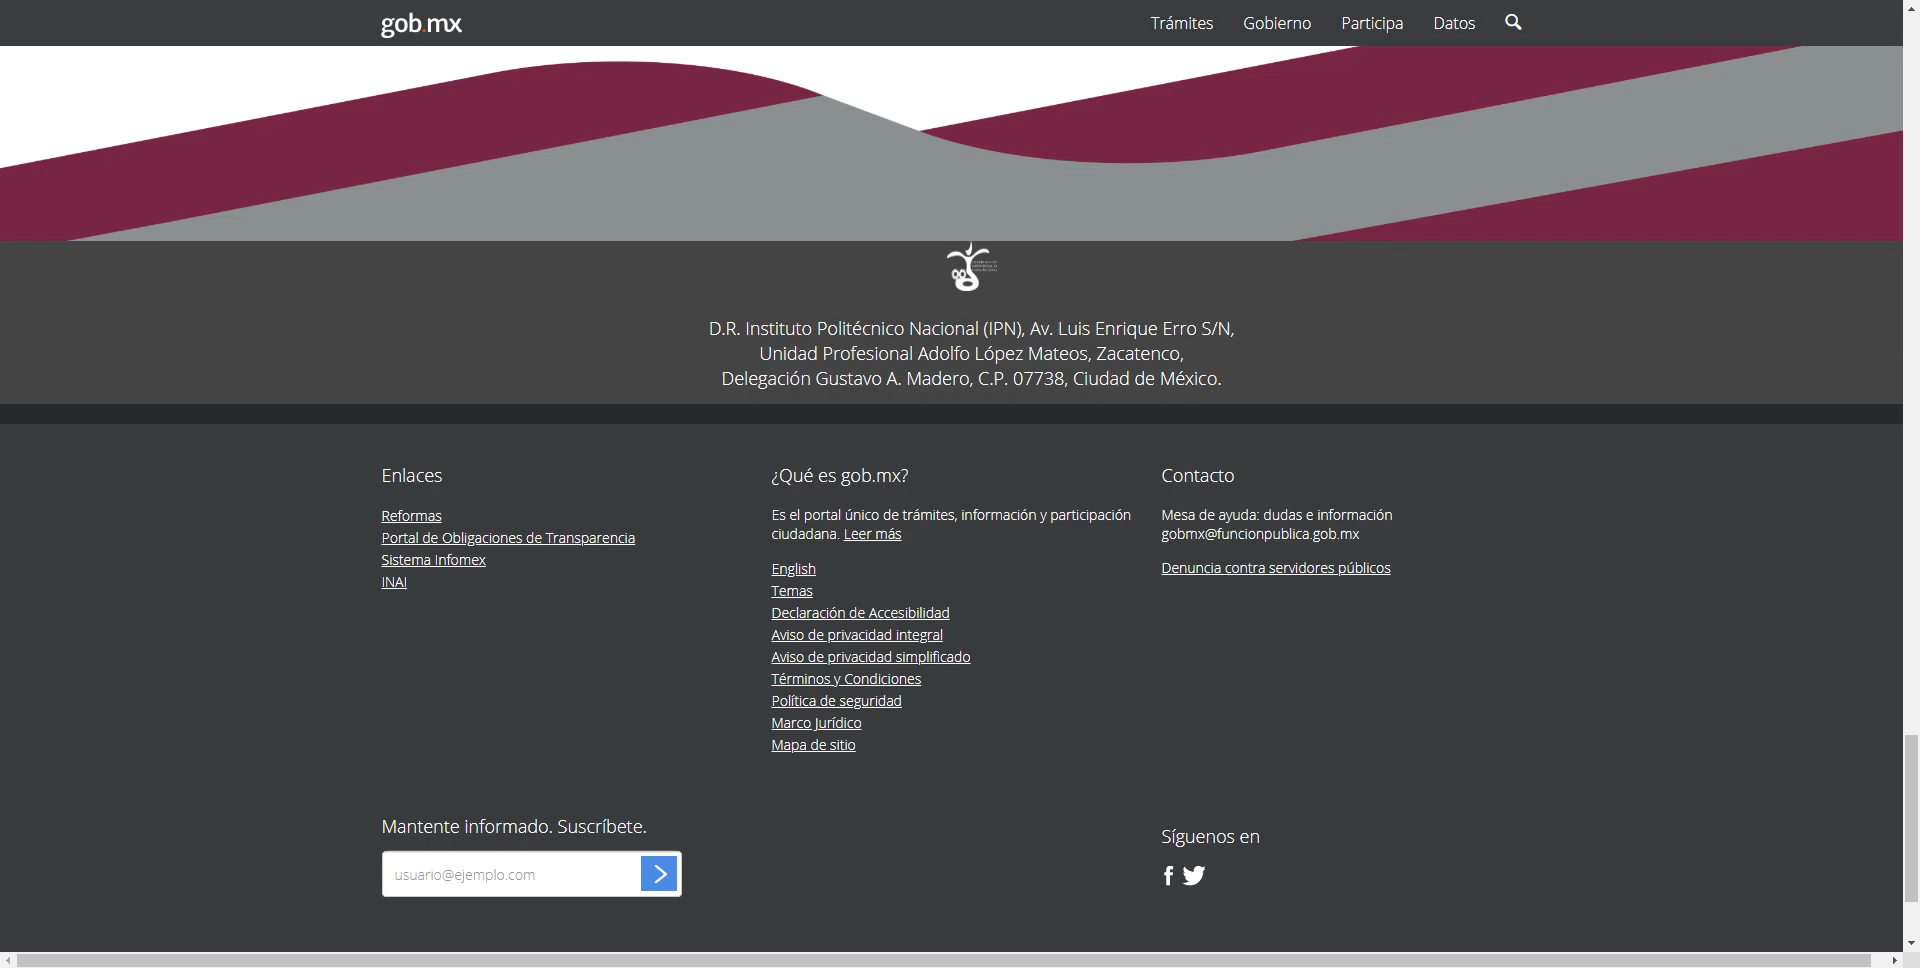 gob.mx
Trámites
Gobierno
Participa
Datos
D.R. Instituto Politécnico Nacional (IPN), Av. Luis Enrique Erro S/N,
Unidad Profesional Adolfo López Mateos, Zacatenco,
Delegación Gustavo A. Madero, C.P. 07738, Ciudad de México.
Enlaces
Reformas
Portal de Obligaciones de Transparencia
Sistema Infomex
INAI
¿Qué es gob.mx?
Es el portal único de trámites, información y participación
ciudadana. Leer más
English
Temas
Declaración de Accesibilidad
Aviso de privacidad integral
Aviso de privacidad simplificado
Términos y Condiciones
Política de seguridad
Marco Jurídico
Mapa de sitio
Contacto
Mesa de ayuda: dudas e información
gobmx@funcionpublica.gob.mx
Denuncia contra servidores públicos
Mantente informado. Suscríbete.
usuario@ejemplo.com
Síguenos en